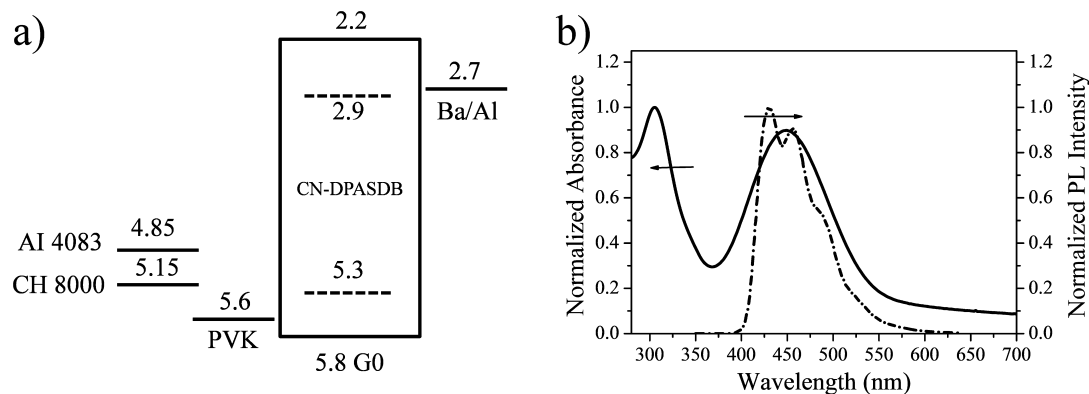 a)
2.2
2.7
Ba/Al
2.9
CN-DPASDB
4.85
AI 4083
5.15
CH 8000
5.3
5.6
PVK
5.8 G0
b)
Normalized Absorbance
1.2
1.0
0.8
0.6
0.4
0.2
0.0
300 350 400 450 500 550 600 650 700
Wavelength (nm)
1.2
1.0
0.8
0.6
0.4
0.2
0.0
Normalized PL Intensity